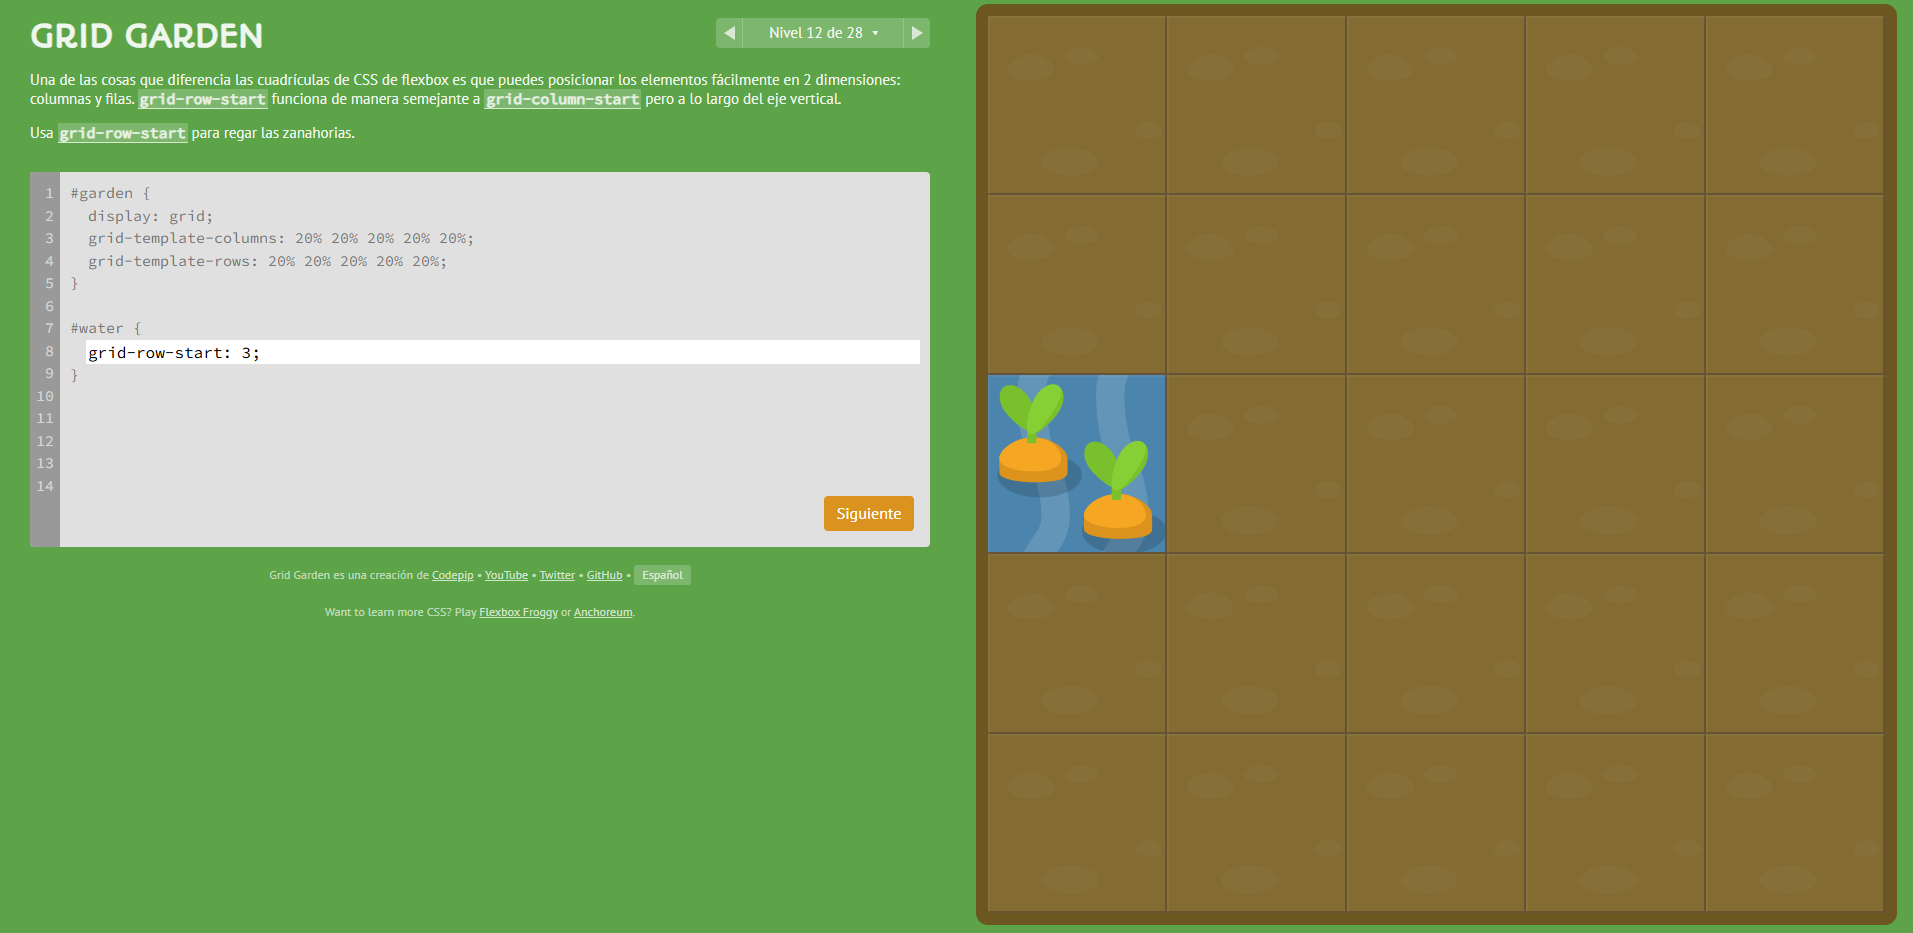 GRID GARDEN
Nivel 12 de 28
Una de las cosas que diferencia las cuadrículas de CSS de flexbox es que puedes posicionar los elementos fácilmente en 2 dimensiones:
columnas y filas. grid-row-start funciona de manera semejante a grid-column-start pero a lo largo del eje vertical.
Usa grid-row-start para regar las zanahorias.
1 #garden {
2 display: grid;
3 grid-template-columns: 20% 20% 20% 20% 20%;
4 grid-template-rows: 20% 20% 20% 20% 20%;
5 }
6
7 #water {
8 grid-row-start: 3;
9 }
10
11
12
13
14
Siguiente
Grid Garden es una creación de Codepip • YouTube • Twitter • GitHub • Español
Want to learn more CSS? Play Flexbox Froggy or Anchoreum.